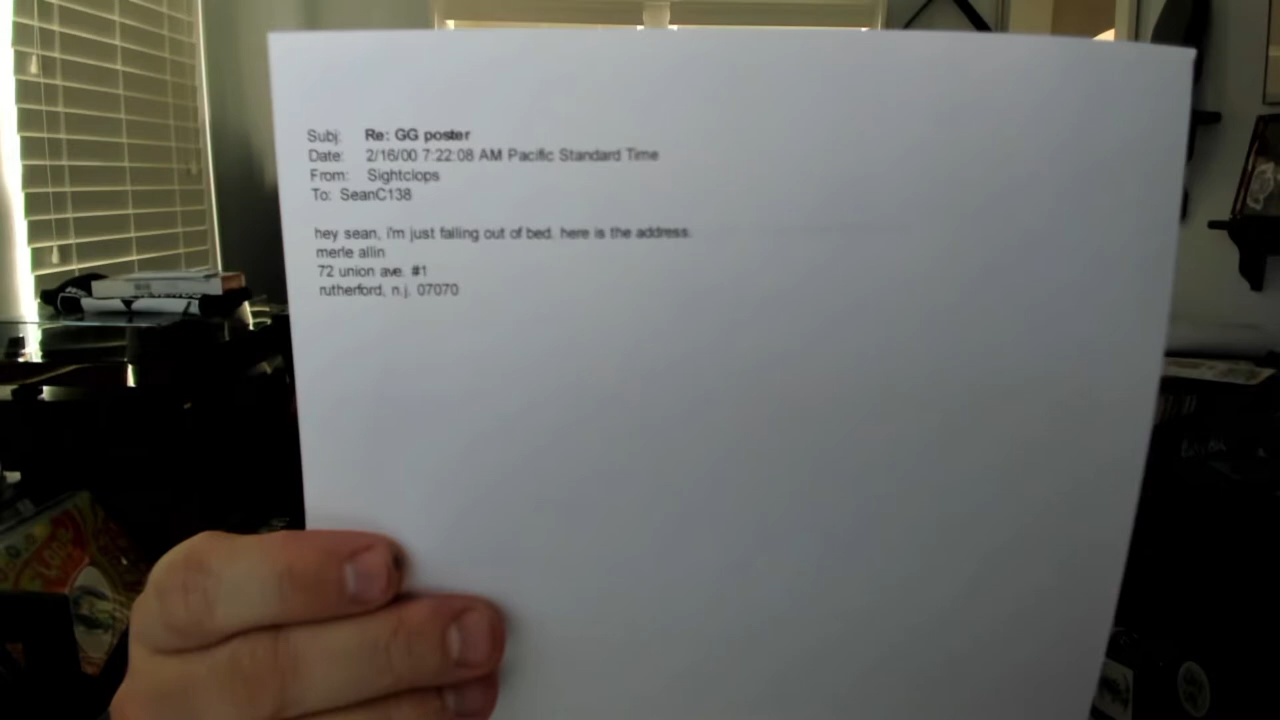 Subj: Re: GG poster
Date: 2/16/00 7:22:08 AM Pacific Standard Time
From: Sightclops
To: SeanC138
hey sean, i'm just falling out of bed. here is the address.
merle allin
72 union ave. #1
rutherford, n.j. 07070